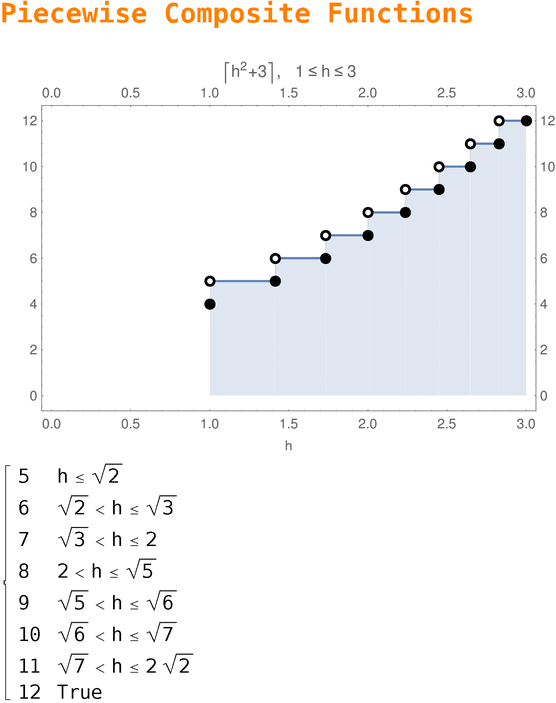 Piecewise Composite Functions
⌈h²+3⌉, 1 ≤ h ≤ 3
0.0 0.5 1.0 1.5 2.0 2.5 3.0
12 12
10 10
8 8
6 6
4 4
2 2
0 0
0.0 0.5 1.0 1.5 2.0 2.5 3.0
h
5 h ≤ √2
6 √2 < h ≤ √3
7 √3 < h ≤ 2
8 2 < h ≤ √5
9 √5 < h ≤ √6
10 √6 < h ≤ √7
11 √7 < h ≤ 2 √2
12 True